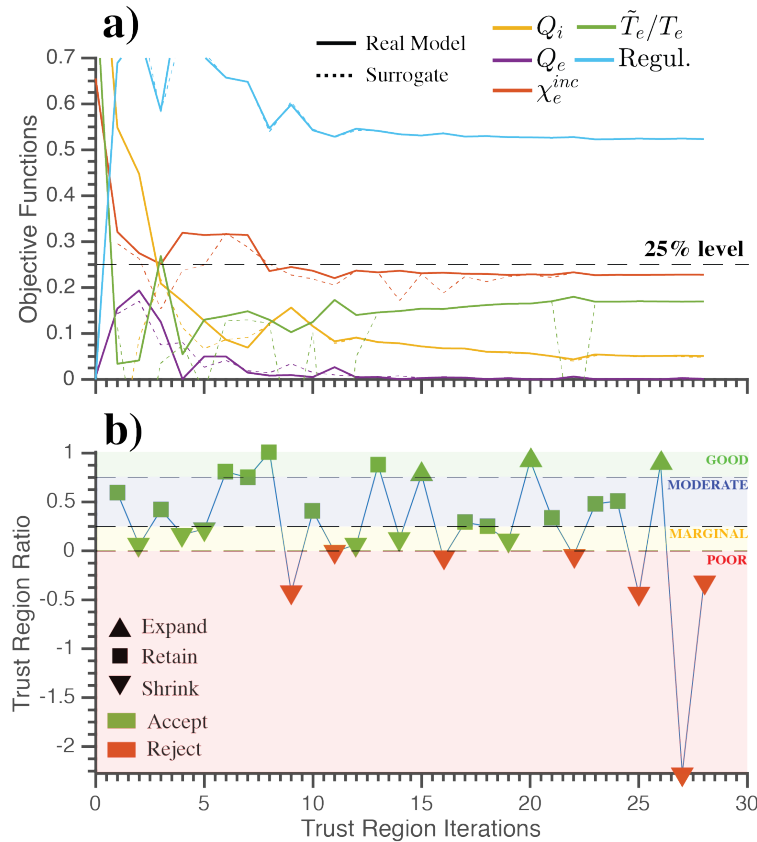 a)
Real Model
Surrogate
Q_i
Q_e
χ_e^{inc}
T̃_e/T_e
Regul.
Objective Functions
0.7
0.6
0.5
0.4
0.3
0.2
0.1
0
25% level
b)
Trust Region Ratio
1
0.5
0
-0.5
-1
-1.5
-2
GOOD
MODERATE
MARGINAL
POOR
Expand
Retain
Shrink
Accept
Reject
0 5 10 15 20 25 30
Trust Region Iterations